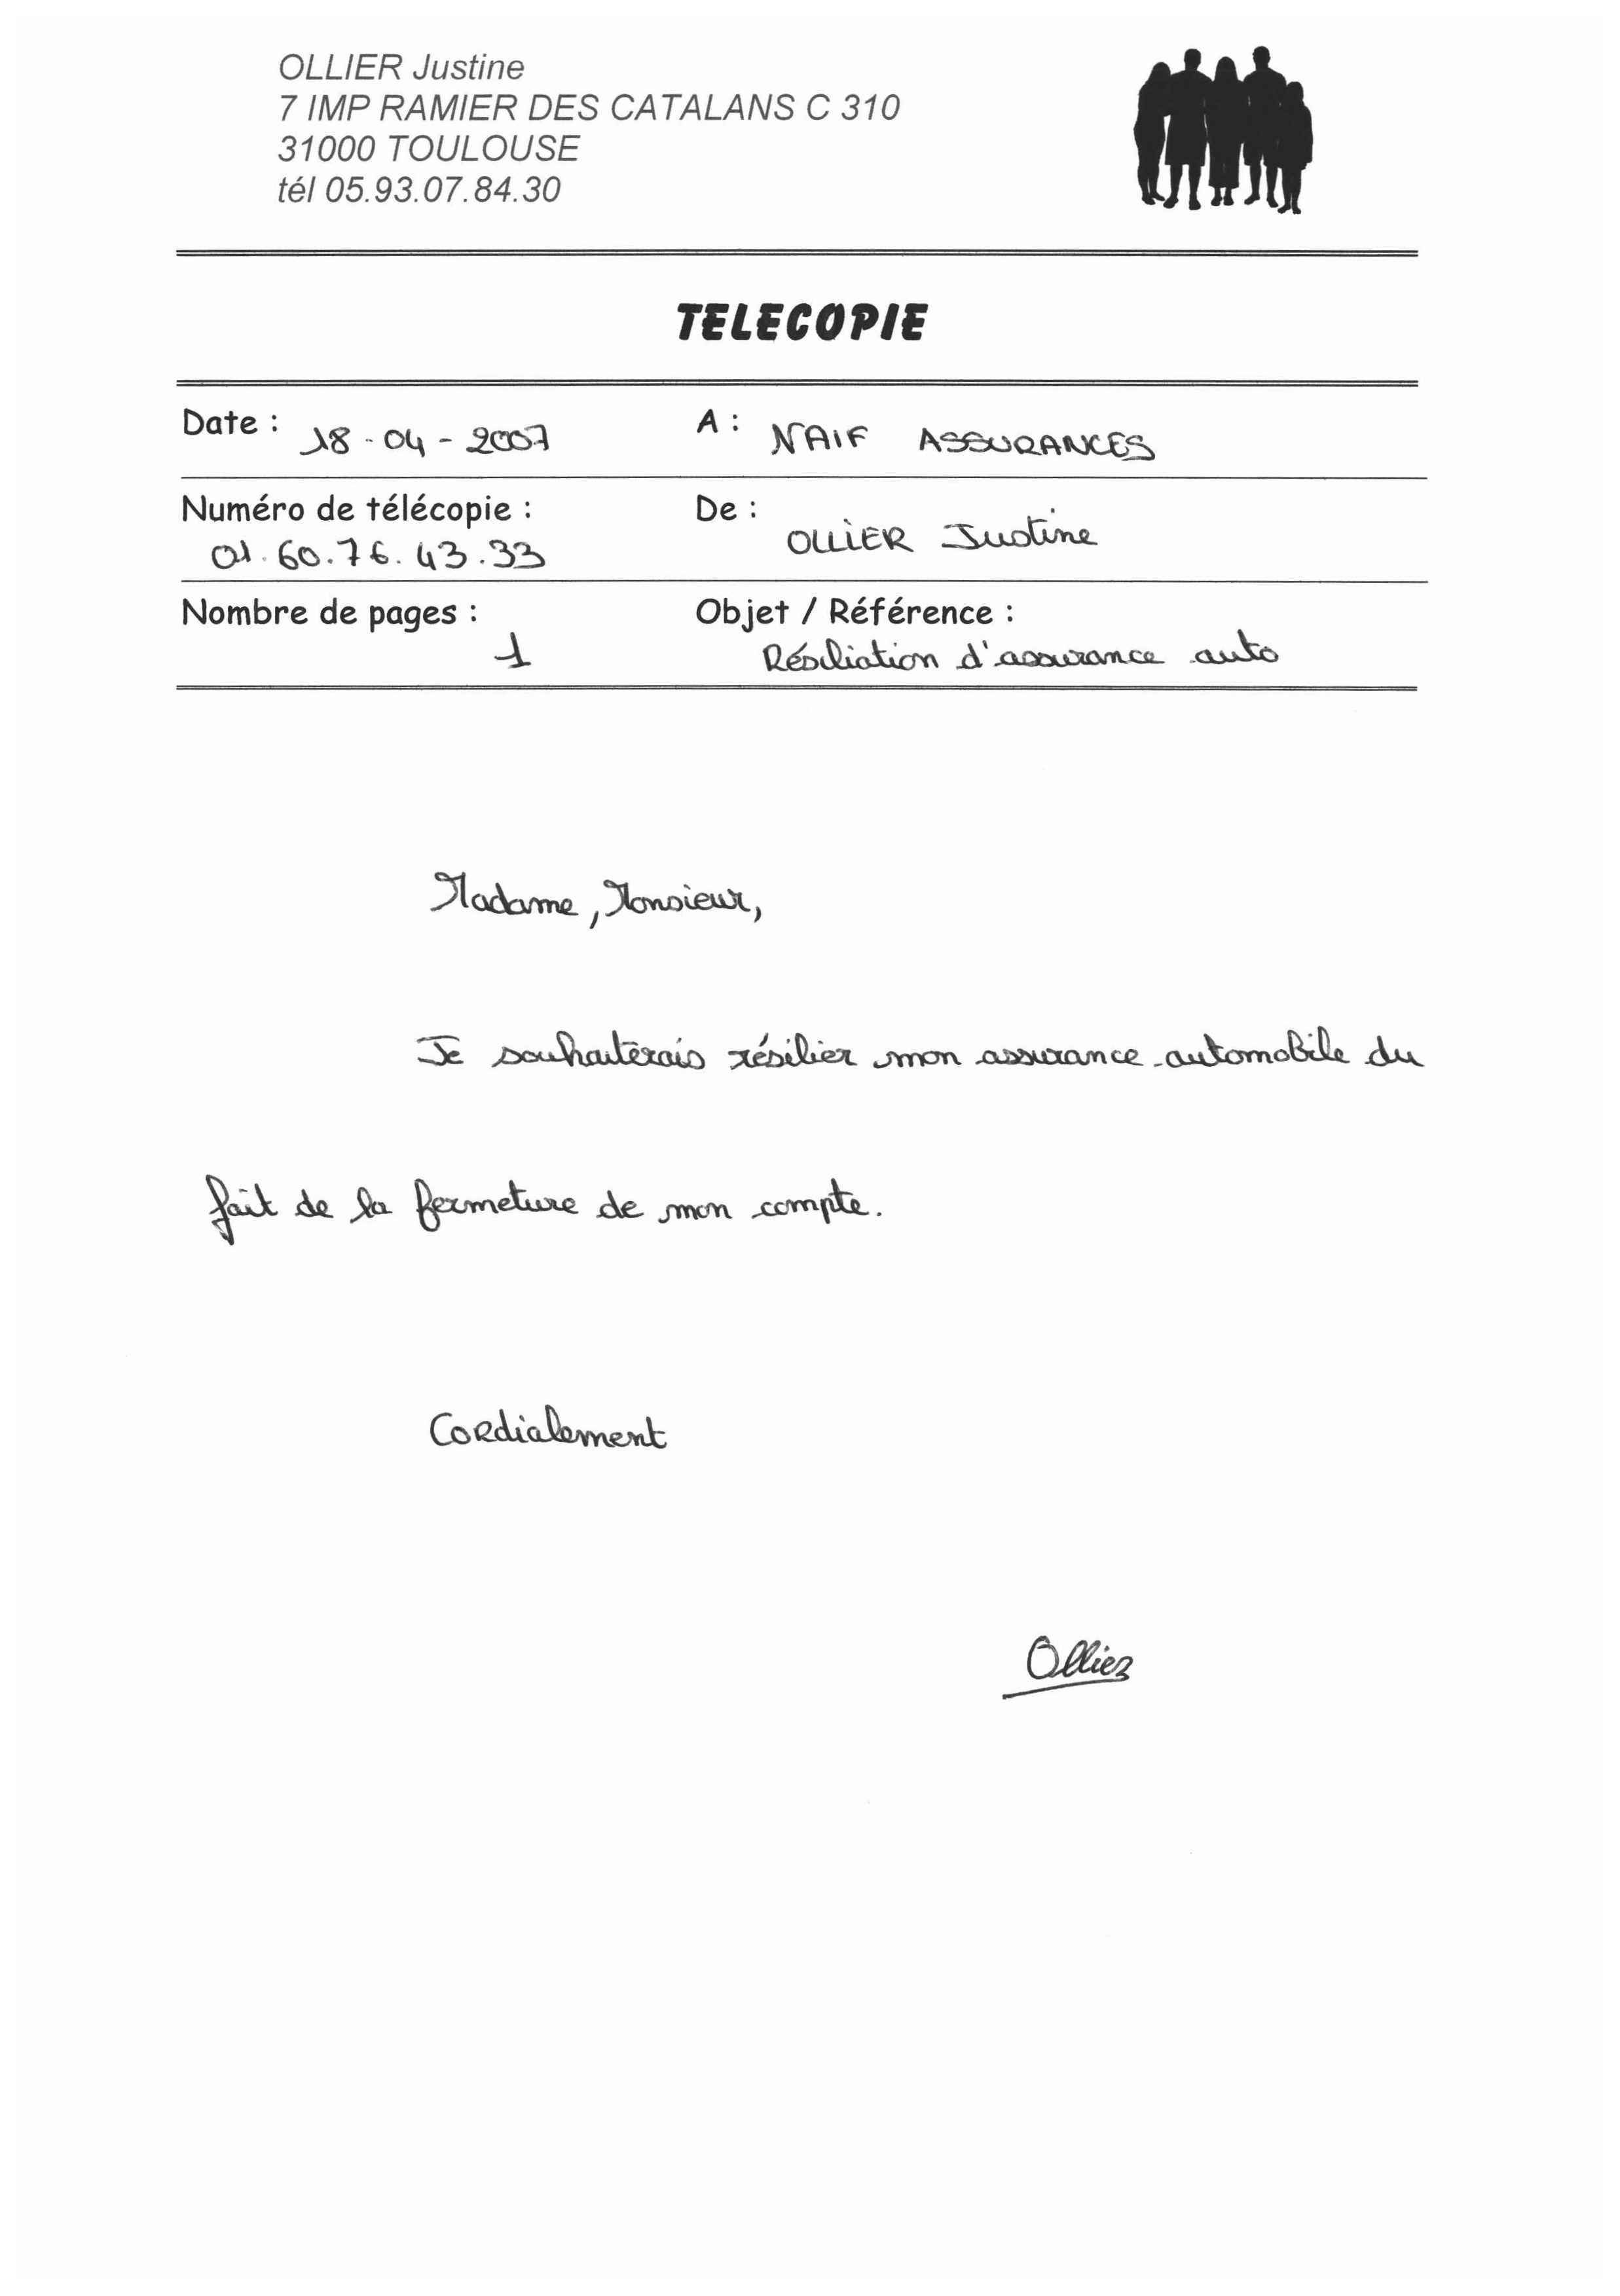 OLLIER Justine
7 IMP RAMIER DES CATALANS C 310
31000 TOULOUSE
tél 05.93.07.84.30
TELECOPIE
Date : 18-04-2007 A : NAIF ASSURANCES
Numéro de télécopie : De : OLLIER Justine
01.60.76.43.33
Nombre de pages : Objet / Référence :
1 Résiliation d'assurance auto
Madame, Monsieur,
Je souhaiterais résilier mon assurance automobile du
fait de la fermeture de mon compte.
Cordialement
Ollier